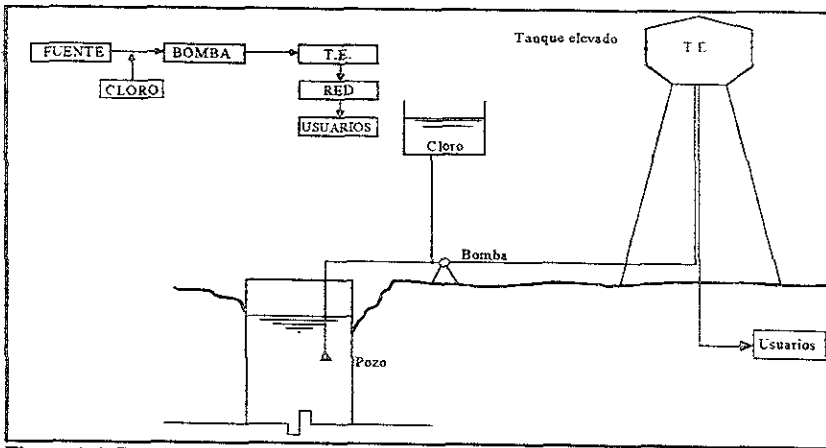 FUENTE
BOMBA
T.E.
CLORO
RED
USUARIOS
Tanque elevado
T.E
Cloro
Bomba
Pozo
Usuarios